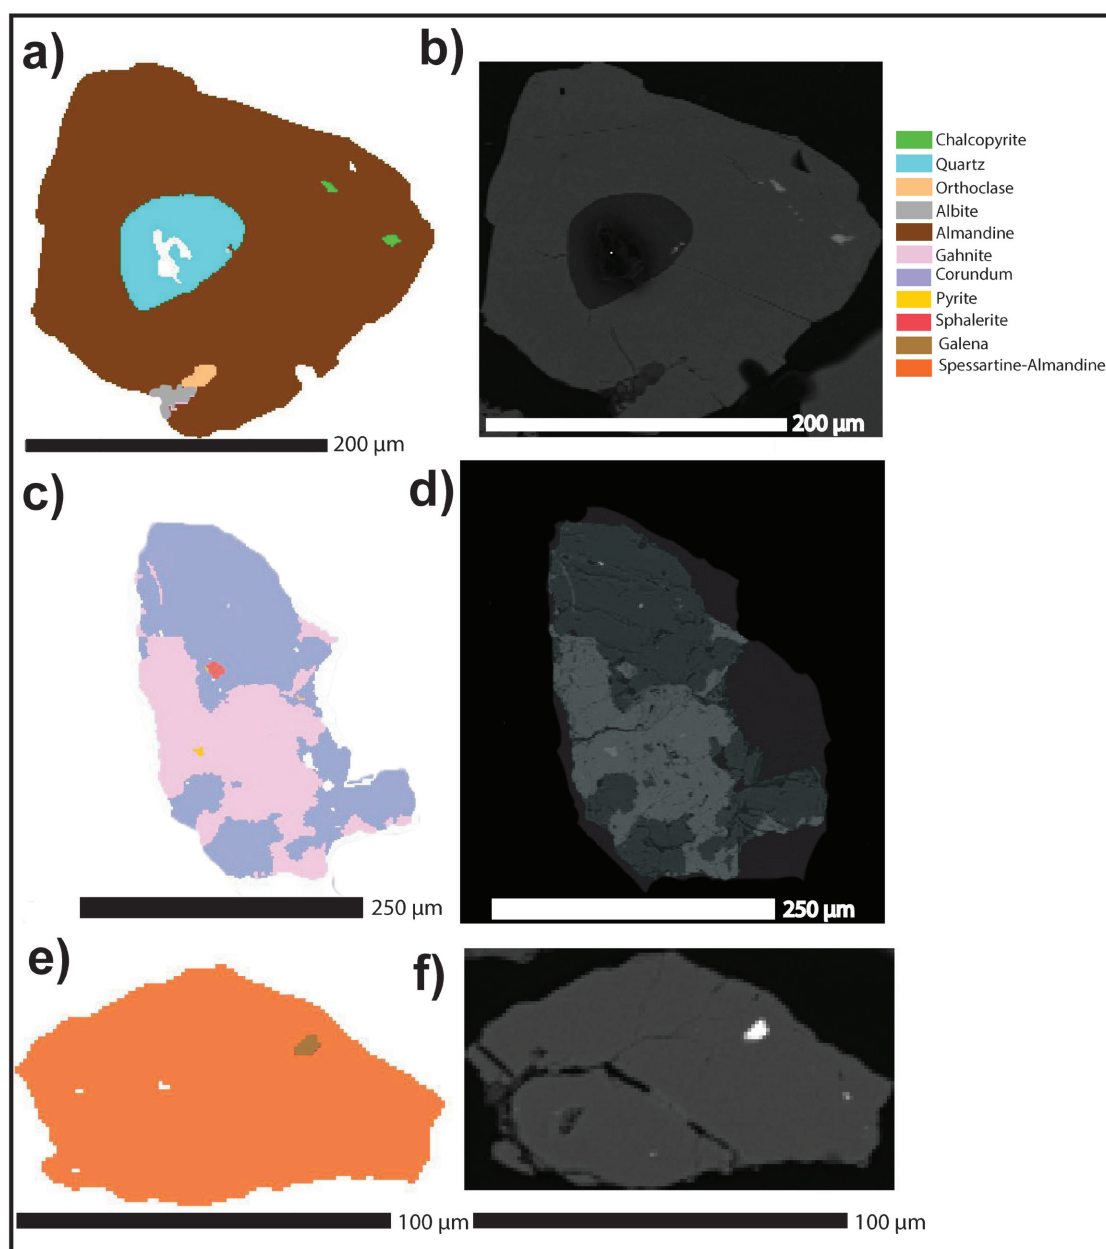 a)
b)
Chalcopyrite
Quartz
Orthoclase
Albite
Almandine
Gahnite
Corundum
Pyrite
Sphalerite
Galena
Spessartine-Almandine
200 µm
200 µm
c)
d)
250 µm
250 µm
e)
f)
100 µm
100 µm